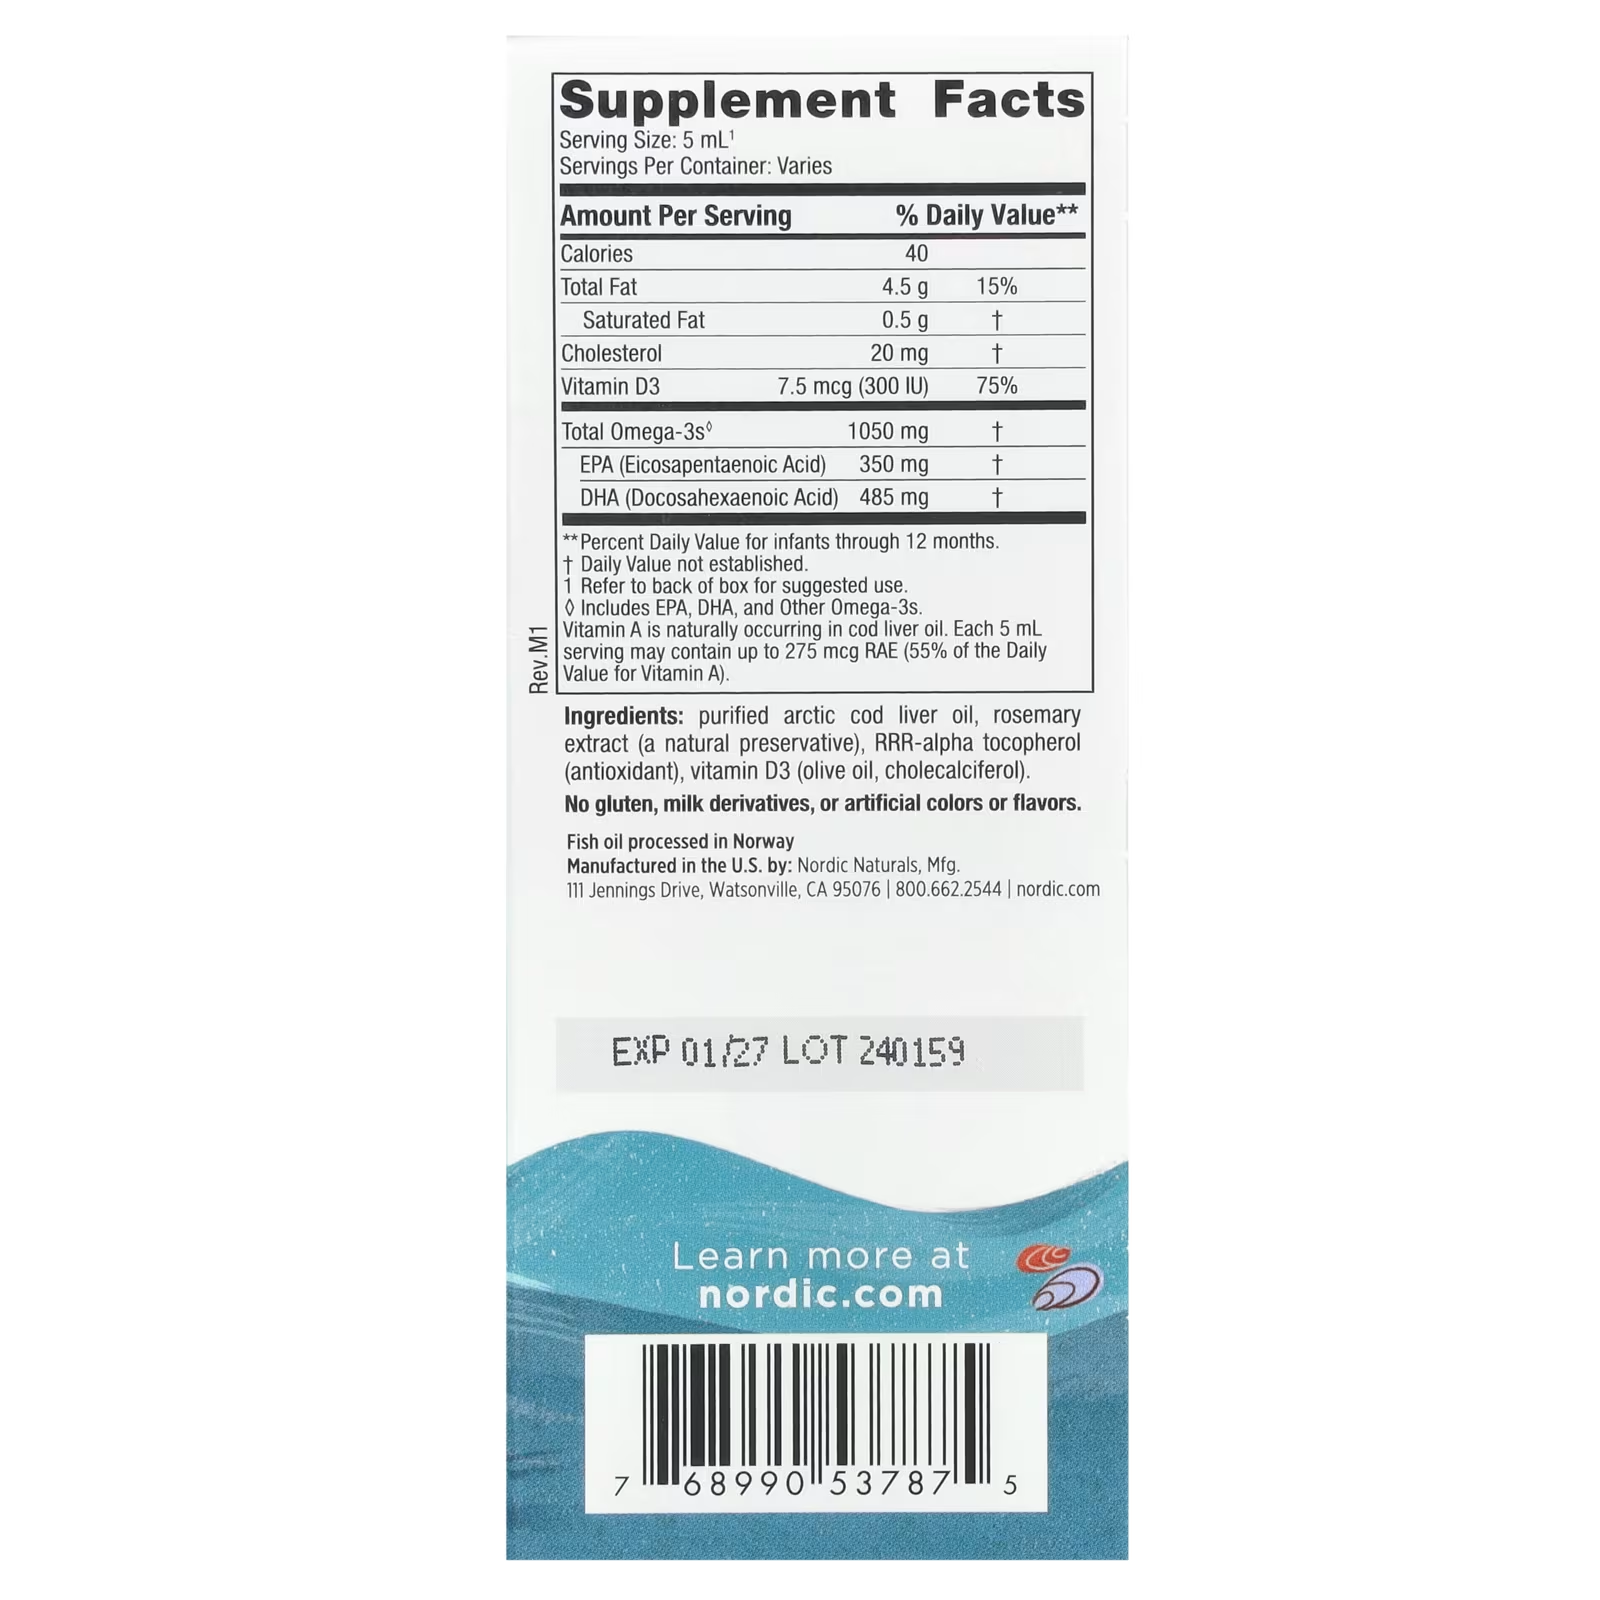 Supplement Facts
Serving Size: 5 mL¹
Servings Per Container: Varies
Amount Per Serving % Daily Value**
Calories 40
Total Fat 4.5 g 15%
Saturated Fat 0.5 g †
Cholesterol 20 mg †
Vitamin D3 7.5 mcg (300 IU) 75%
Total Omega-3s◊ 1050 mg †
EPA (Eicosapentaenoic Acid) 350 mg †
DHA (Docosahexaenoic Acid) 485 mg †
**Percent Daily Value for infants through 12 months.
† Daily Value not established.
1 Refer to back of box for suggested use.
◊ Includes EPA, DHA, and Other Omega-3s.
Vitamin A is naturally occurring in cod liver oil. Each 5 mL
serving may contain up to 275 mcg RAE (55% of the Daily
Value for Vitamin A).
Rev.M1
Ingredients: purified arctic cod liver oil, rosemary
extract (a natural preservative), RRR-alpha tocopherol
(antioxidant), vitamin D3 (olive oil, cholecalciferol).
No gluten, milk derivatives, or artificial colors or flavors.
Fish oil processed in Norway
Manufactured in the U.S. by: Nordic Naturals, Mfg.
111 Jennings Drive, Watsonville, CA 95076 | 800.662.2544 | nordic.com
EXP 01/27 LOT 240159
Learn more at
nordic.com
7 68990 53787 5